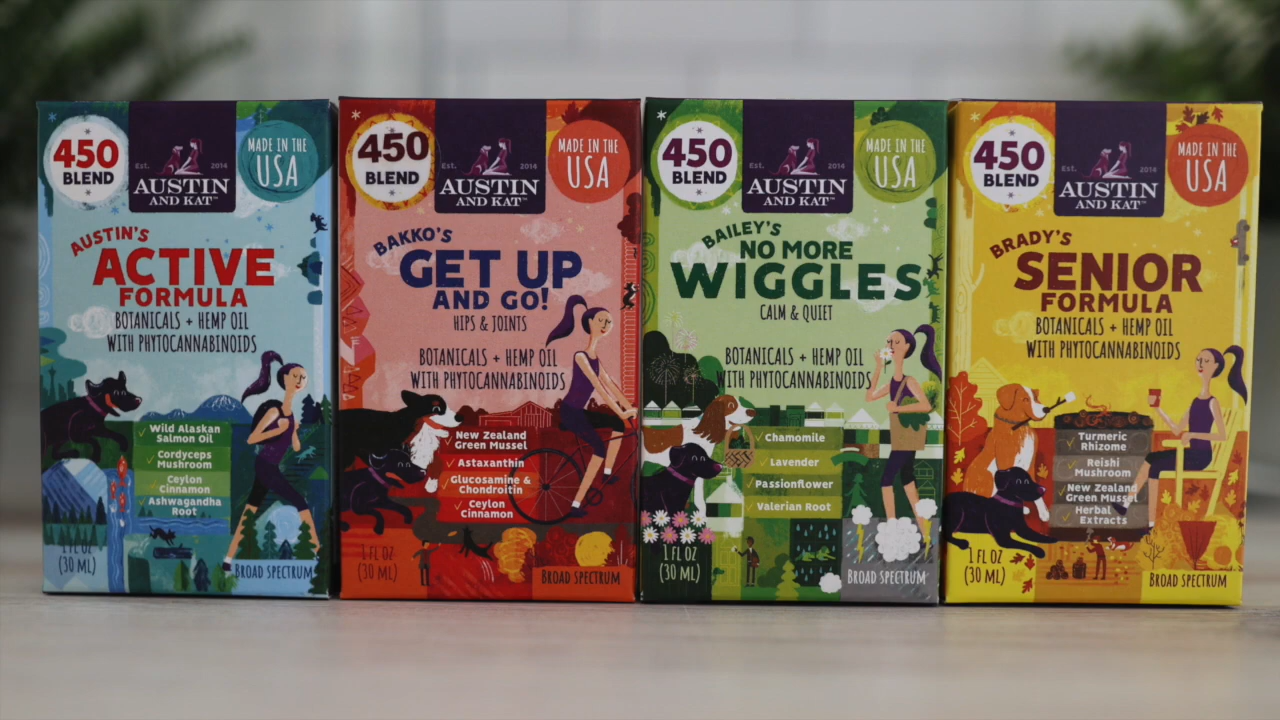 450
BLEND
Est. 2014
AUSTIN
AND KAT™
MADE IN THE
USA
AUSTIN'S
ACTIVE
FORMULA
BOTANICALS + HEMP OIL
WITH PHYTOCANNABINOIDS
Wild Alaskan
Salmon Oil
Cordyceps
Mushroom
Ceylon
Cinnamon
Ashwagandha
Root
1 FL OZ
(30 ML)
BROAD SPECTRUM
450
BLEND
Est. 2014
AUSTIN
AND KAT™
MADE IN THE
USA
BAKKO'S
GET UP
AND GO!
HIPS & JOINTS
BOTANICALS + HEMP OIL
WITH PHYTOCANNABINOIDS
New Zealand
Green Mussel
Astaxanthin
Glucosamine &
Chondroitin
Ceylon
Cinnamon
1 FL OZ
(30 ML)
BROAD SPECTRUM
450
BLEND
Est. 2014
AUSTIN
AND KAT™
MADE IN THE
USA
BAILEY'S
NO MORE
WIGGLES
CALM & QUIET
BOTANICALS + HEMP OIL
WITH PHYTOCANNABINOIDS
Chamomile
Lavender
Passionflower
Valerian Root
1 FL OZ
(30 ML)
BROAD SPECTRUM
450
BLEND
Est. 2014
AUSTIN
AND KAT™
MADE IN THE
USA
BRADY'S
SENIOR
FORMULA
BOTANICALS + HEMP OIL
WITH PHYTOCANNABINOIDS
Turmeric
Rhizome
Reishi
Mushroom
New Zealand
Green Mussel
Herbal
Extracts
1 FL OZ
(30 ML)
BROAD SPECTRUM